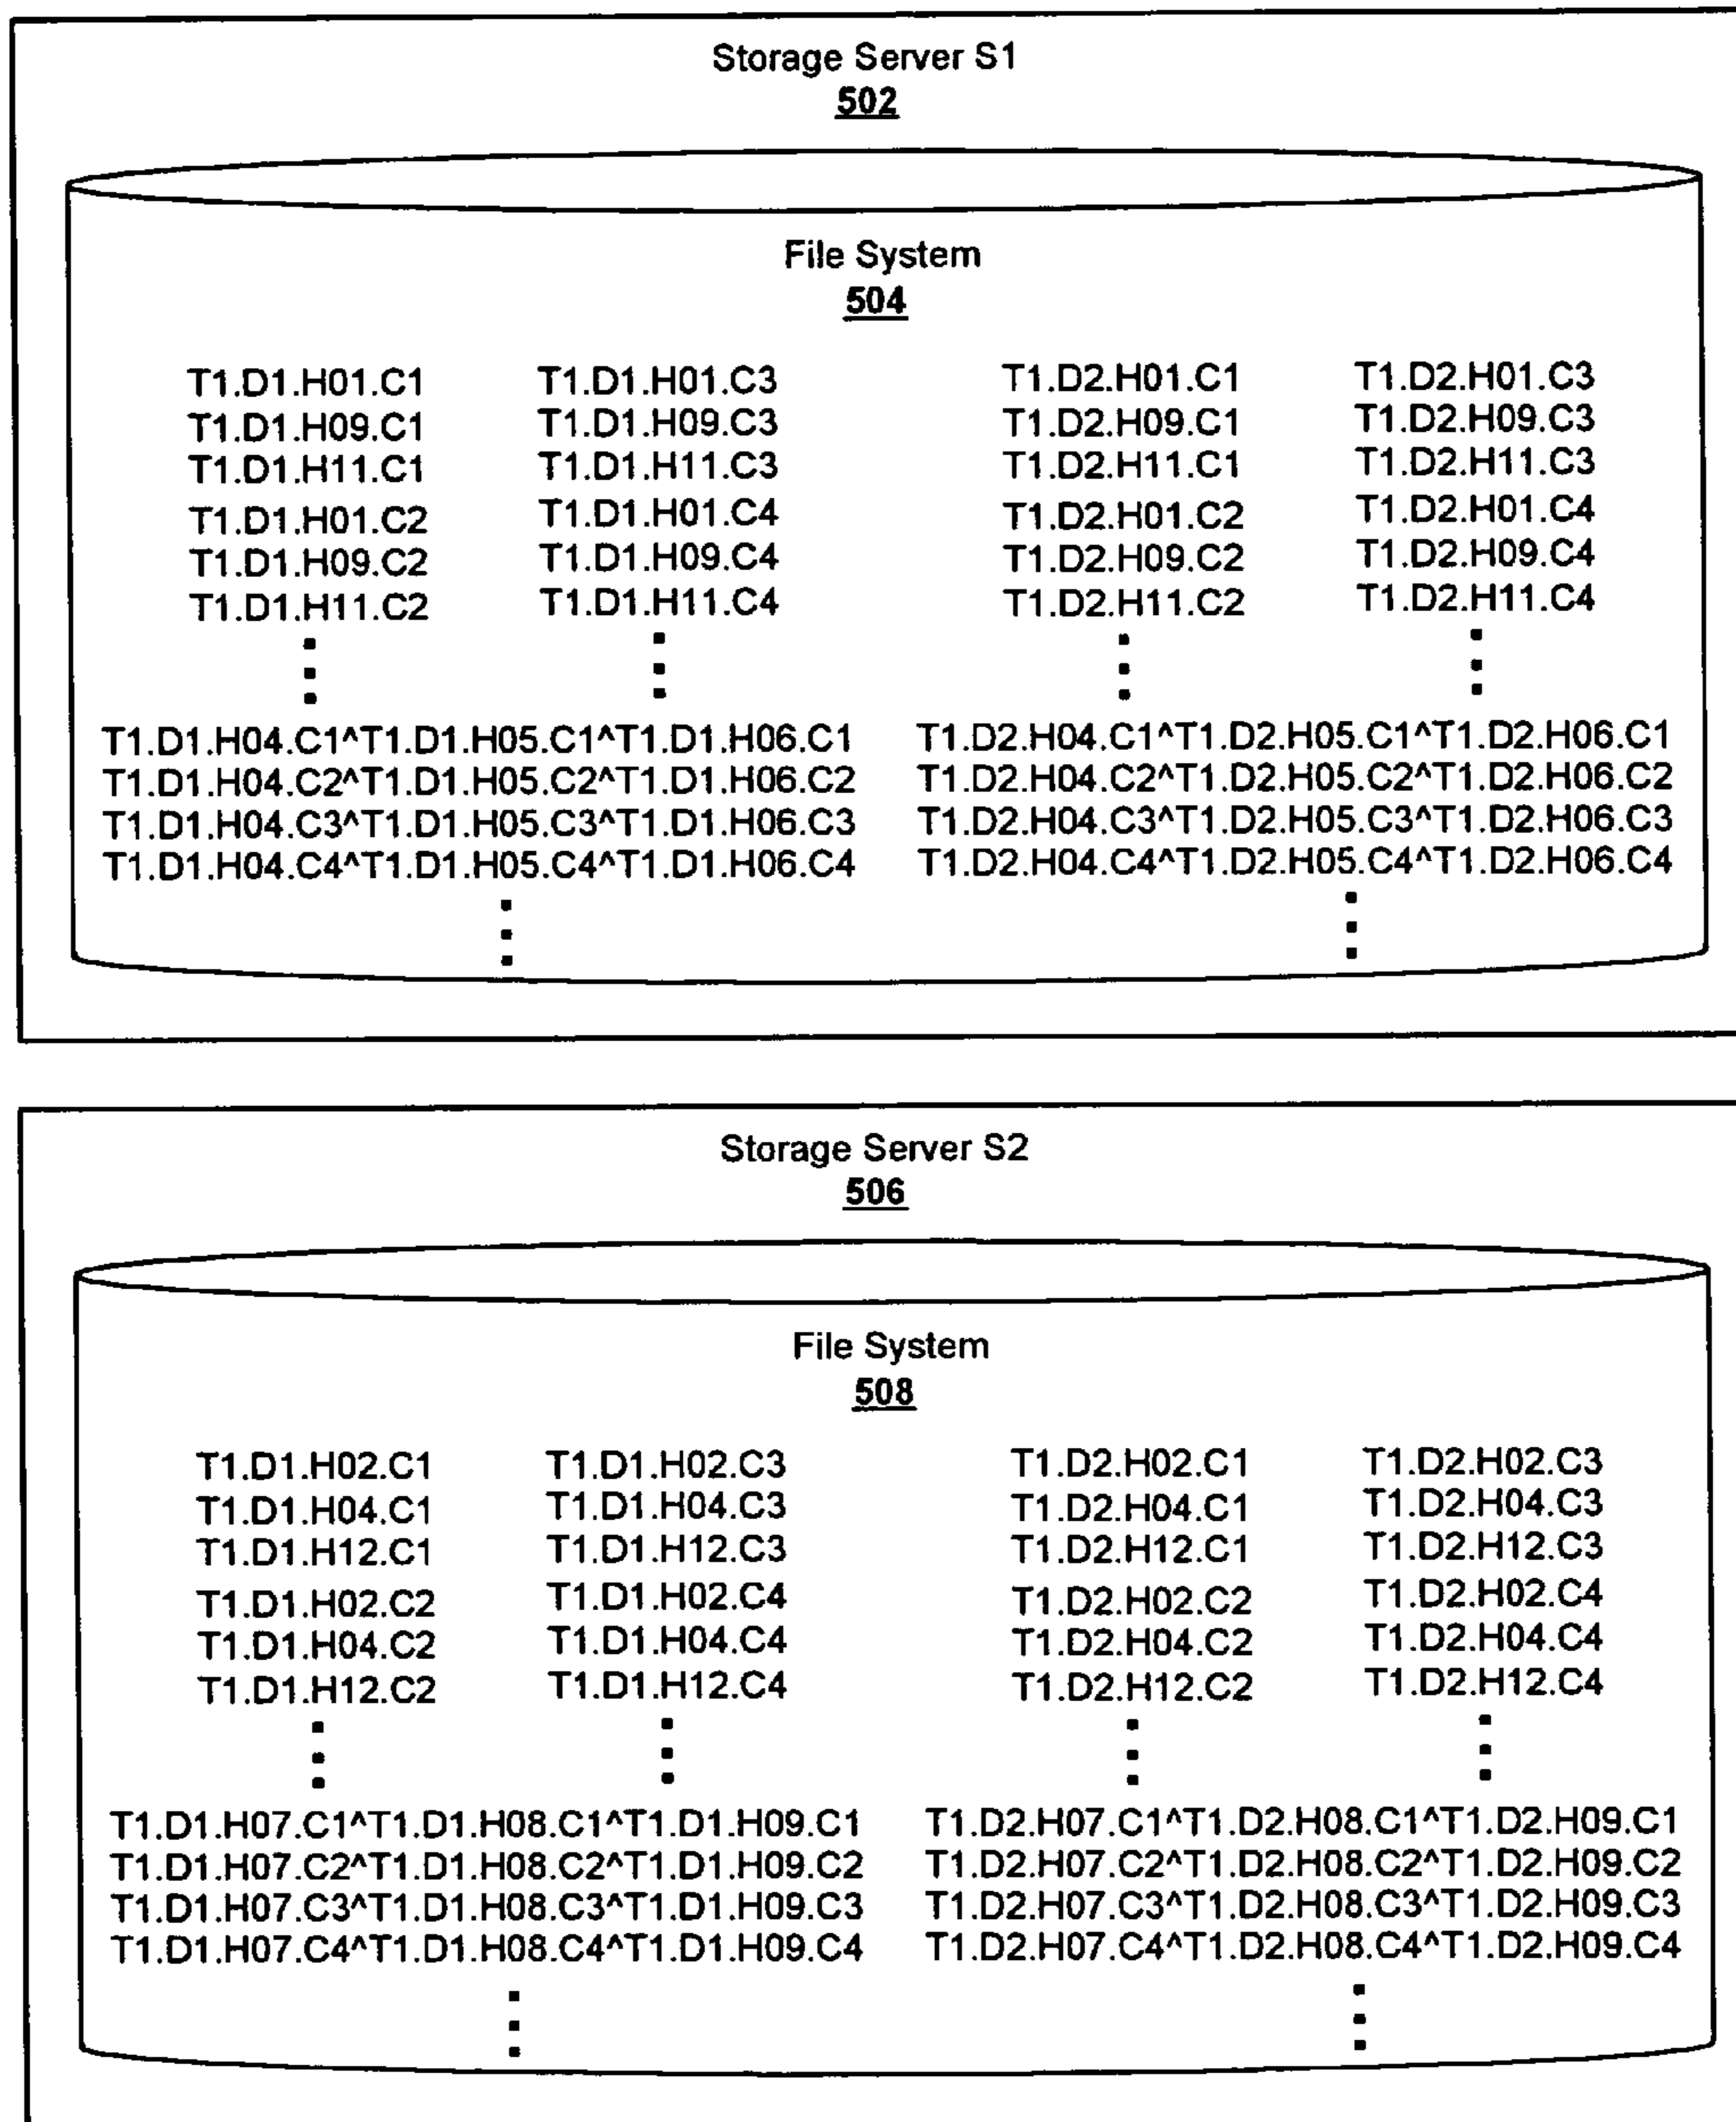 Storage Server S1
502
File System
504
T1.D1.H01.C1 T1.D1.H01.C3 T1.D2.H01.C1 T1.D2.H01.C3
T1.D1.H09.C1 T1.D1.H09.C3 T1.D2.H09.C1 T1.D2.H09.C3
T1.D1.H11.C1 T1.D1.H11.C3 T1.D2.H11.C1 T1.D2.H11.C3
T1.D1.H01.C2 T1.D1.H01.C4 T1.D2.H01.C2 T1.D2.H01.C4
T1.D1.H09.C2 T1.D1.H09.C4 T1.D2.H09.C2 T1.D2.H09.C4
T1.D1.H11.C2 T1.D1.H11.C4 T1.D2.H11.C2 T1.D2.H11.C4
T1.D1.H04.C1^T1.D1.H05.C1^T1.D1.H06.C1 T1.D2.H04.C1^T1.D2.H05.C1^T1.D2.H06.C1
T1.D1.H04.C2^T1.D1.H05.C2^T1.D1.H06.C2 T1.D2.H04.C2^T1.D2.H05.C2^T1.D2.H06.C2
T1.D1.H04.C3^T1.D1.H05.C3^T1.D1.H06.C3 T1.D2.H04.C3^T1.D2.H05.C3^T1.D2.H06.C3
T1.D1.H04.C4^T1.D1.H05.C4^T1.D1.H06.C4 T1.D2.H04.C4^T1.D2.H05.C4^T1.D2.H06.C4
Storage Server S2
506
File System
508
T1.D1.H02.C1 T1.D1.H02.C3 T1.D2.H02.C1 T1.D2.H02.C3
T1.D1.H04.C1 T1.D1.H04.C3 T1.D2.H04.C1 T1.D2.H04.C3
T1.D1.H12.C1 T1.D1.H12.C3 T1.D2.H12.C1 T1.D2.H12.C3
T1.D1.H02.C2 T1.D1.H02.C4 T1.D2.H02.C2 T1.D2.H02.C4
T1.D1.H04.C2 T1.D1.H04.C4 T1.D2.H04.C2 T1.D2.H04.C4
T1.D1.H12.C2 T1.D1.H12.C4 T1.D2.H12.C2 T1.D2.H12.C4
T1.D1.H07.C1^T1.D1.H08.C1^T1.D1.H09.C1 T1.D2.H07.C1^T1.D2.H08.C1^T1.D2.H09.C1
T1.D1.H07.C2^T1.D1.H08.C2^T1.D1.H09.C2 T1.D2.H07.C2^T1.D2.H08.C2^T1.D2.H09.C2
T1.D1.H07.C3^T1.D1.H08.C3^T1.D1.H09.C3 T1.D2.H07.C3^T1.D2.H08.C3^T1.D2.H09.C3
T1.D1.H07.C4^T1.D1.H08.C4^T1.D1.H09.C4 T1.D2.H07.C4^T1.D2.H08.C4^T1.D2.H09.C4